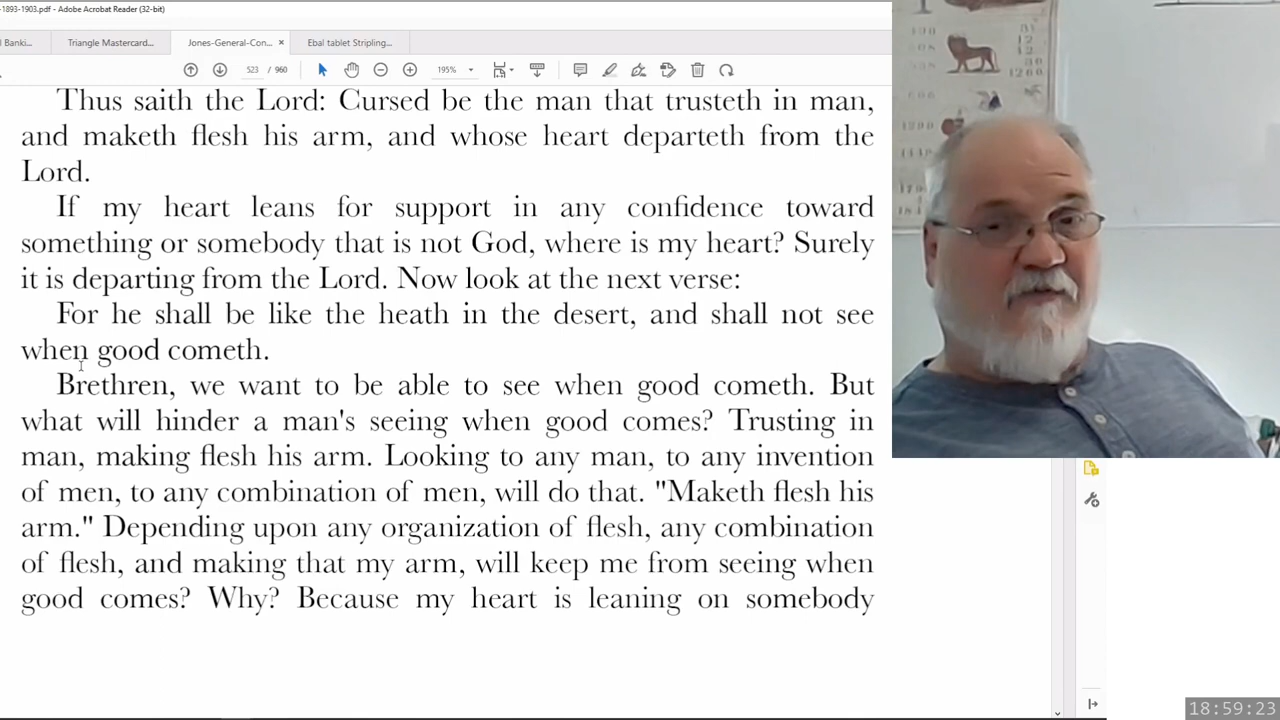 -1893-1903.pdf - Adobe Acrobat Reader (32-bit)
l Banki... Triangle Mastercard... Jones-General-Con... × Ebal tablet Stripling...
523 / 960 195%
Thus saith the Lord: Cursed be the man that trusteth in man,
and maketh flesh his arm, and whose heart departeth from the
Lord.
If my heart leans for support in any confidence toward
something or somebody that is not God, where is my heart? Surely
it is departing from the Lord. Now look at the next verse:
For he shall be like the heath in the desert, and shall not see
when good cometh.
Brethren, we want to be able to see when good cometh. But
what will hinder a man's seeing when good comes? Trusting in
man, making flesh his arm. Looking to any man, to any invention
of men, to any combination of men, will do that. "Maketh flesh his
arm." Depending upon any organization of flesh, any combination
of flesh, and making that my arm, will keep me from seeing when
good comes? Why? Because my heart is leaning on somebody
12
12
1260
18:59:23